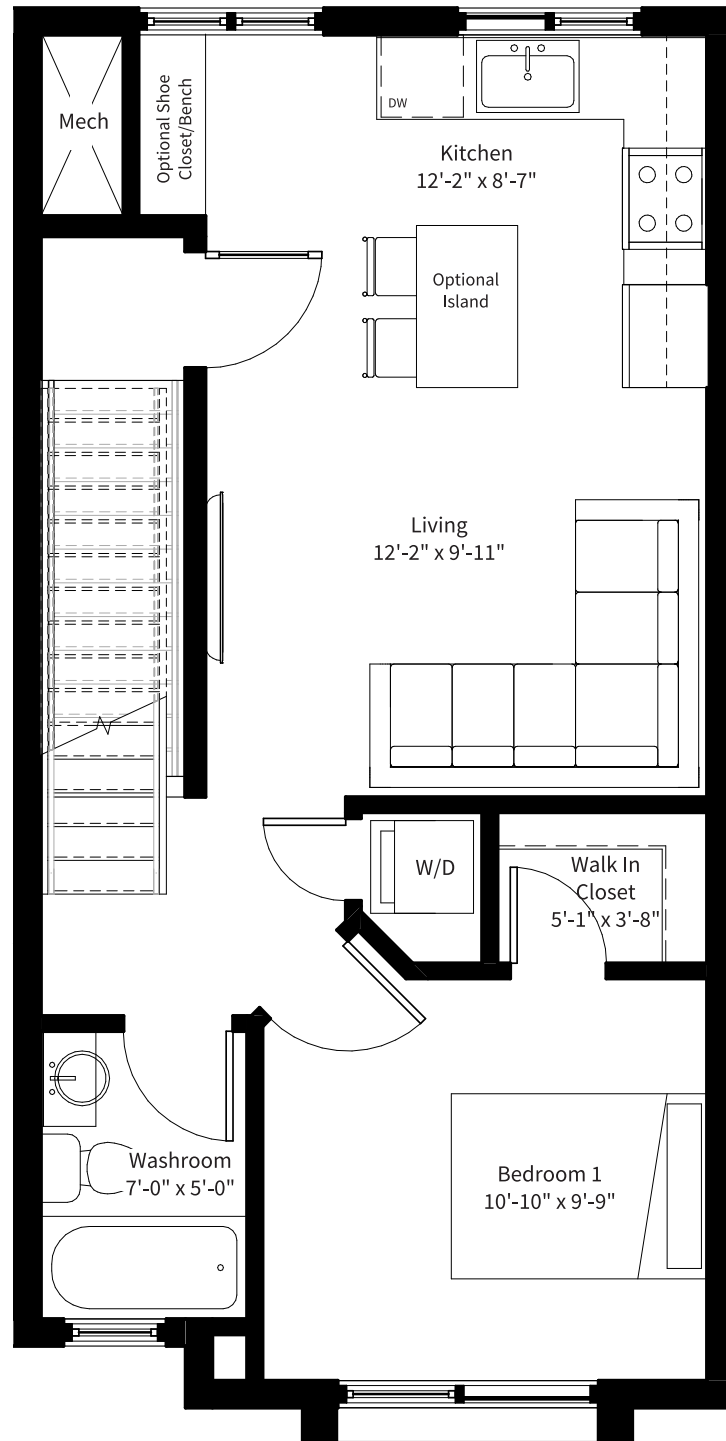 Mech
Optional Shoe
Closet/Bench
DW
Kitchen
12'-2" x 8'-7"
Optional
Island
Living
12'-2" x 9'-11"
W/D
Walk In
Closet
5'-1" x 3'-8"
Washroom
7'-0" x 5'-0"
Bedroom 1
10'-10" x 9'-9"